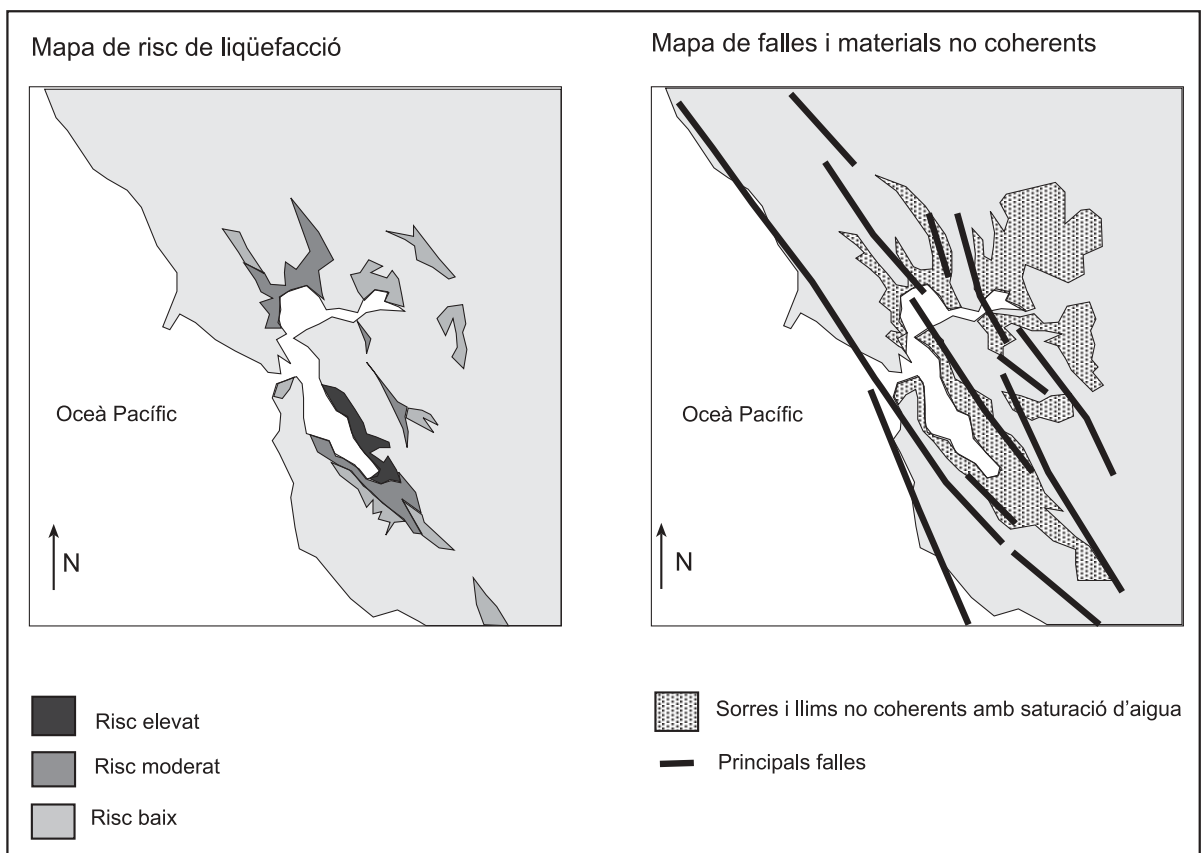 Mapa de risc de liqüefacció
Oceà Pacífic
N
Risc elevat
Risc moderat
Risc baix
Mapa de falles i materials no coherents
Oceà Pacífic
N
Sorres i llims no coherents amb saturació d'aigua
Principals falles